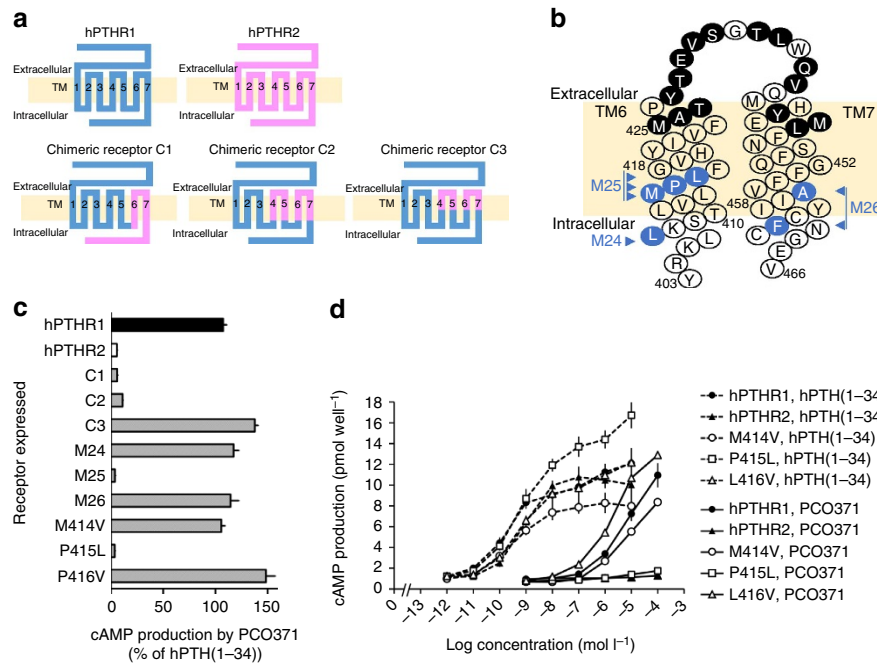 a
hPTHR1
hPTHR2
Extracellular
TM 1 2 3 4 5 6 7
Intracellular
Extracellular
TM 1 2 3 4 5 6 7
Intracellular
Chimeric receptor C1
Chimeric receptor C2
Chimeric receptor C3
Extracellular
TM 1 2 3 4 5 6 7
Intracellular
Extracellular
TM 1 2 3 4 5 6 7
Intracellular
Extracellular
TM 1 2 3 4 5 6 7
Intracellular
b
E V S G T L W
T Q
Y V
Extracellular
P M Q H
TM6
TM7
M A T
E Y L M
425
Y I V F
N F S
418
G V H
Q F G
452
M25
M P L F
V F A
L V L
458
I I Y
M26
Intracellular
410
M24
L K S T
C F C N
K L
E G
R
V
466
403
Y
c
Receptor expressed
hPTHR1
hPTHR2
C1
C2
C3
M24
M25
M26
M414V
P415L
P416V
0 50 100 150
cAMP production by PCO371
(% of hPTH(1–34))
d
cAMP production (pmol well–1)
18
16
14
12
10
8
6
4
2
0
0 –13 –12 –11 –10 –9 –8 –7 –6 –5 –4 –3
Log concentration (mol l–1)
hPTHR1, hPTH(1–34
hPTHR2, hPTH(1–34
M414V, hPTH(1–34)
P415L, hPTH(1–34)
L416V, hPTH(1–34)
hPTHR1, PCO371
hPTHR2, PCO371
M414V, PCO371
P415L, PCO371
L416V, PCO371